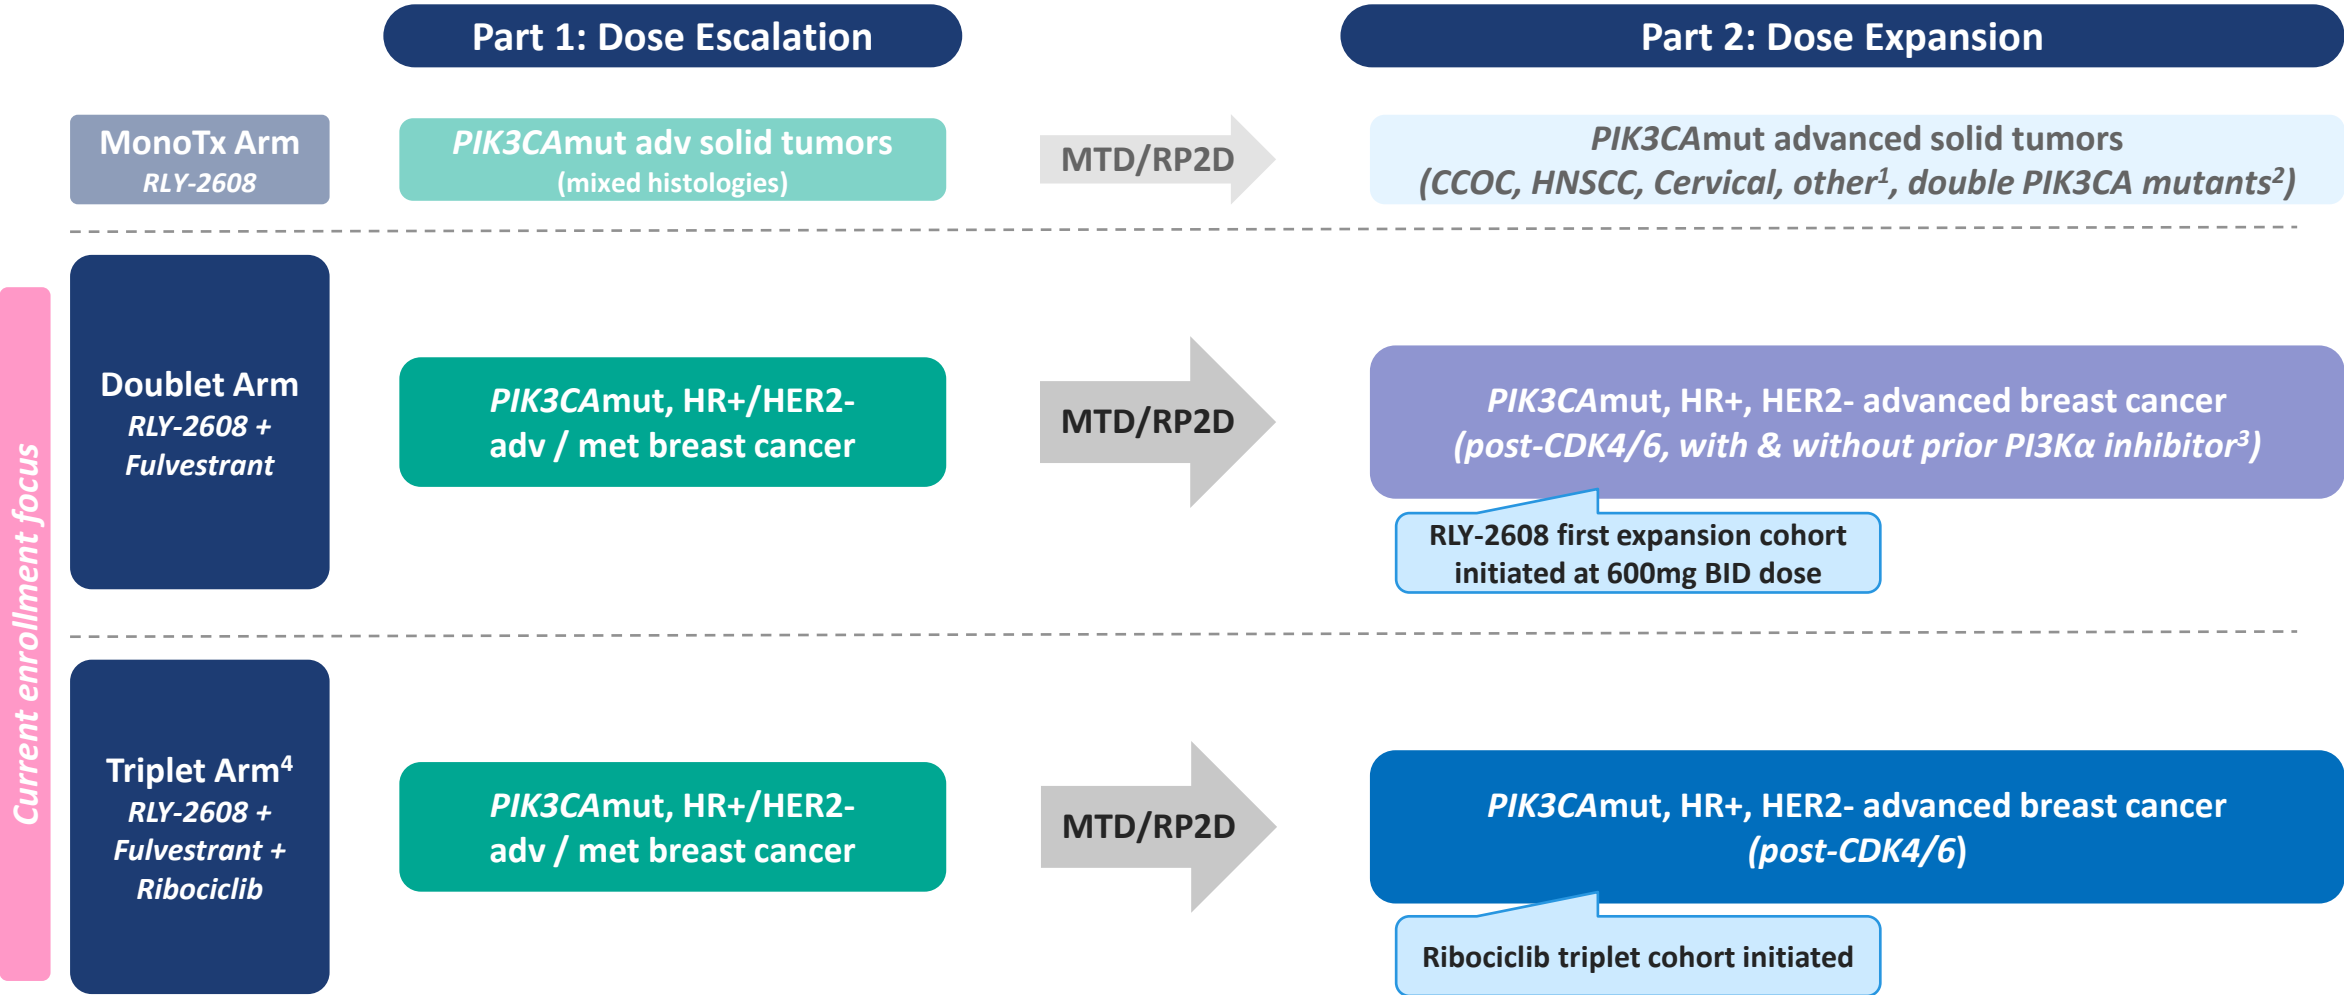 Part 1: Dose Escalation
Part 2: Dose Expansion
MonoTx Arm
RLY-2608
PIK3CAmut adv solid tumors
(mixed histologies)
MTD/RP2D
PIK3CAmut advanced solid tumors
(CCOC, HNSCC, Cervical, other¹, double PIK3CA mutants²)
Current enrollment focus
Doublet Arm
RLY-2608 +
Fulvestrant
PIK3CAmut, HR+/HER2-
adv / met breast cancer
MTD/RP2D
PIK3CAmut, HR+, HER2- advanced breast cancer
(post-CDK4/6, with & without prior PI3Kα inhibitor³)
RLY-2608 first expansion cohort
initiated at 600mg BID dose
Triplet Arm⁴
RLY-2608 +
Fulvestrant +
Ribociclib
PIK3CAmut, HR+/HER2-
adv / met breast cancer
MTD/RP2D
PIK3CAmut, HR+, HER2- advanced breast cancer
(post-CDK4/6)
Ribociclib triplet cohort initiated